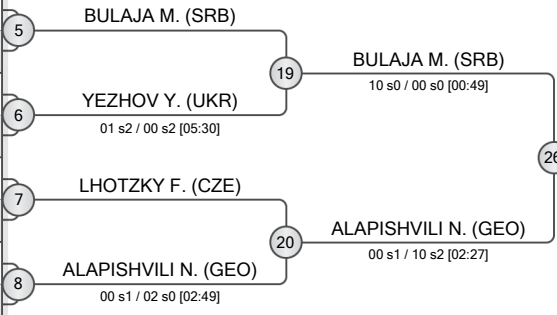 BULAJA M. (SRB)
5
19
BULAJA M. (SRB)
10 s0 / 00 s0 [00:49]
YEZHOV Y. (UKR)
6
01 s2 / 00 s2 [05:30]
26
LHOTZKY F. (CZE)
7
20
ALAPISHVILI N. (GEO)
00 s1 / 10 s2 [02:27]
ALAPISHVILI N. (GEO)
8
00 s1 / 02 s0 [02:49]